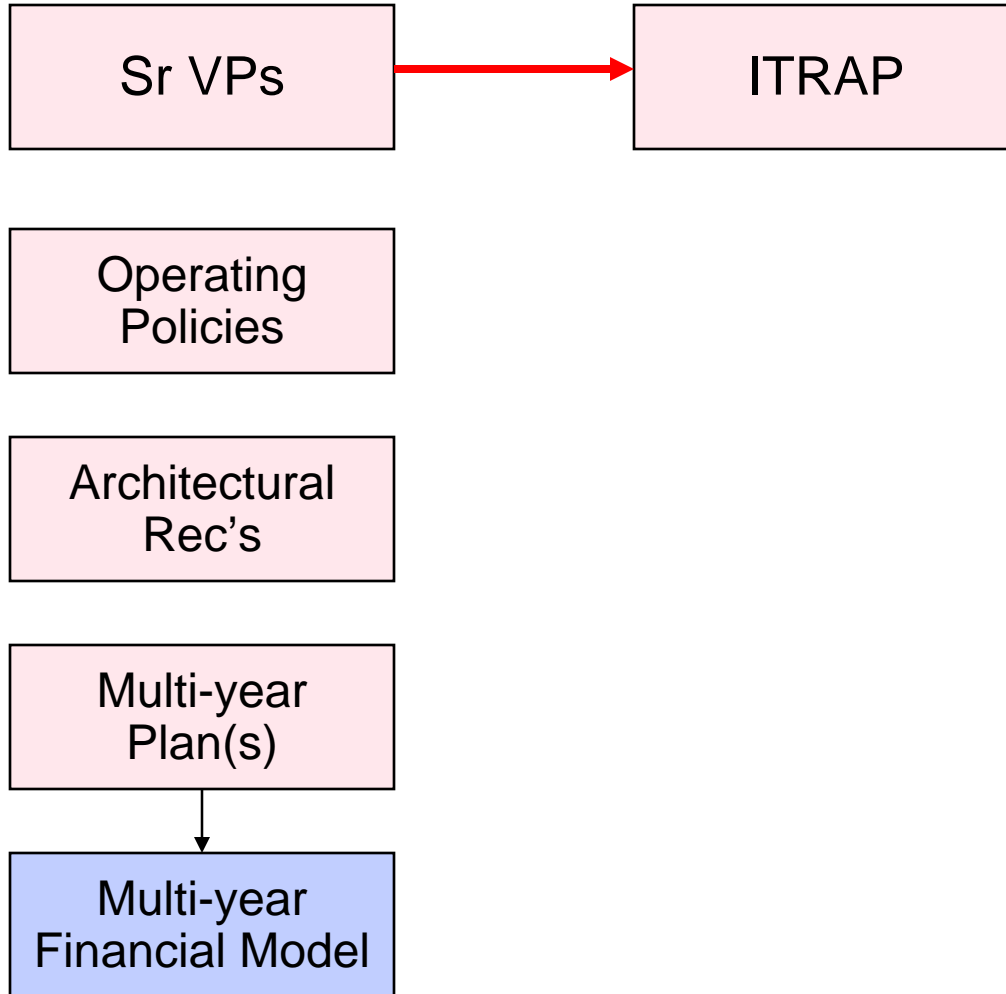 Sr VPs
ITRAP
Operating
Policies
Architectural
Rec’s
Multi-year
Plan(s)
Multi-year
Financial Model